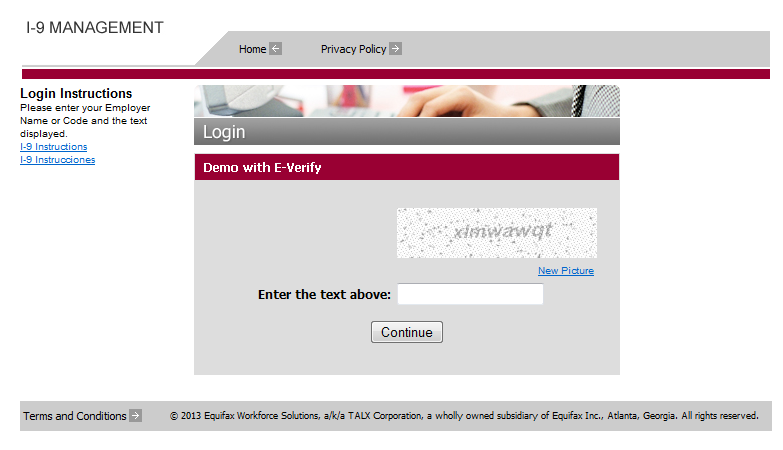 I-9 MANAGEMENT
Home
Privacy Policy
Login Instructions
Please enter your Employer
Name or Code and the text
displayed.
I-9 Instructions
I-9 Instrucciones
Login
Demo with E-Verify
New Picture
Enter the text above:
Continue
Terms and Conditions
© 2013 Equifax Workforce Solutions, a/k/a TALX Corporation, a wholly owned subsidiary of Equifax Inc., Atlanta, Georgia. All rights reserved.